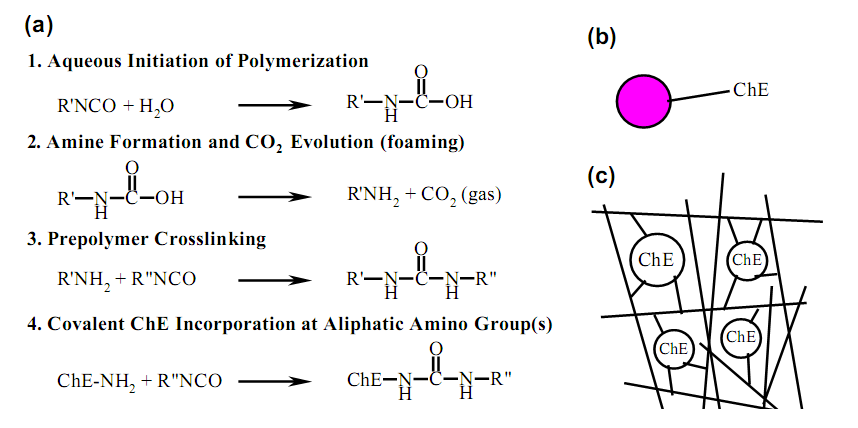 (a)
1. Aqueous Initiation of Polymerization
R'NCO + H₂O
O
R'—N—C—OH
H
2. Amine Formation and CO₂ Evolution (foaming)
O
R'—N—C—OH
H
R'NH₂ + CO₂ (gas)
3. Prepolymer Crosslinking
R'NH₂ + R"NCO
O
R'—N—C—N—R"
H H
4. Covalent ChE Incorporation at Aliphatic Amino Group(s)
ChE-NH₂ + R"NCO
O
ChE—N—C—N—R"
H H
(b)
ChE
(c)
ChE
ChE
ChE
ChE